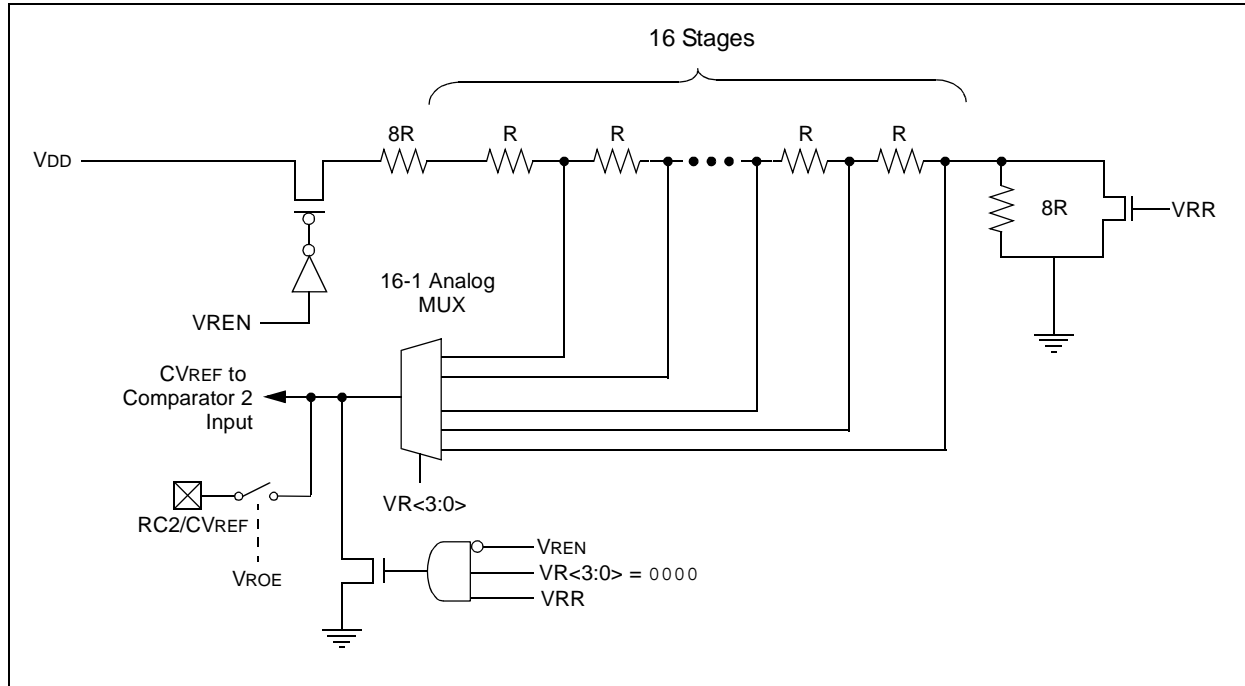 16 Stages
8R
R
R
R
R
VDD
8R
VRR
16-1 Analog
MUX
VREN
CVREF to
Comparator 2
Input
VR<3:0>
RC2/CVREF
VROE
VREN
VR<3:0> = 0000
VRR